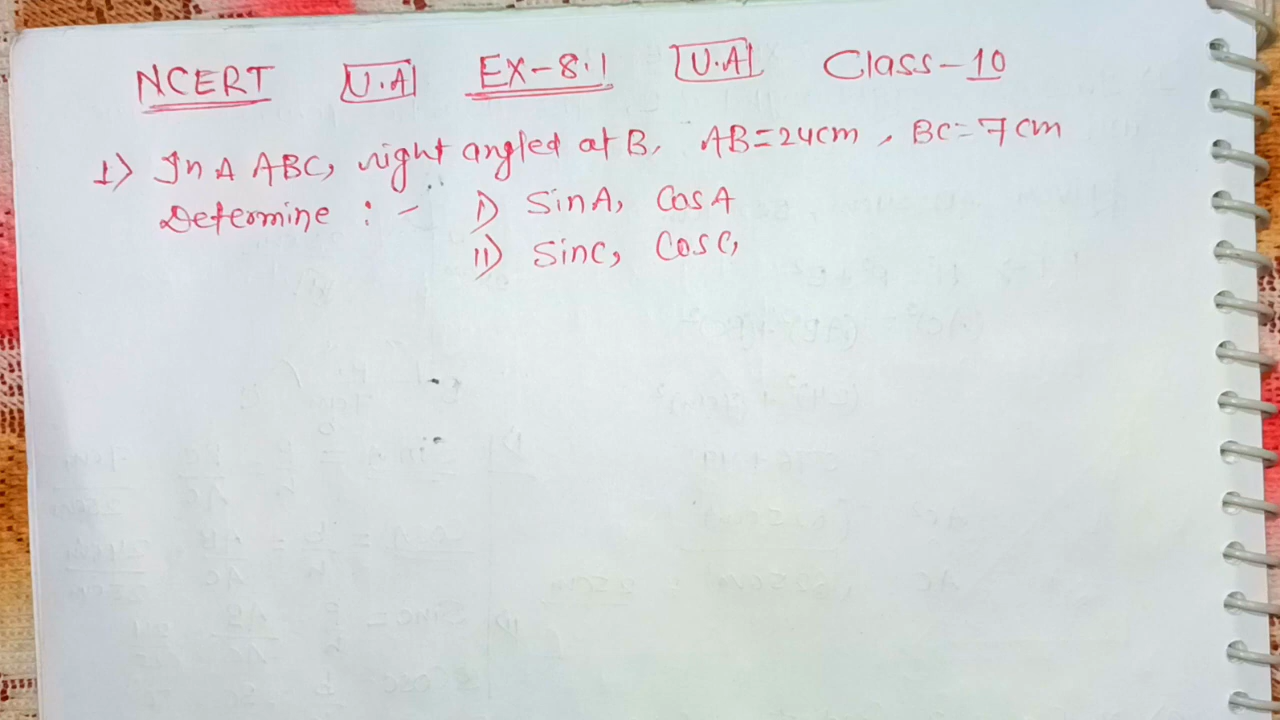 NCERT U.A EX-8.1 U.A Class-10
1) In Δ ABC, right angled at B, AB=24cm, BC=7cm
Determine :- i) SinA, CosA
ii) Sinc, Cosc,